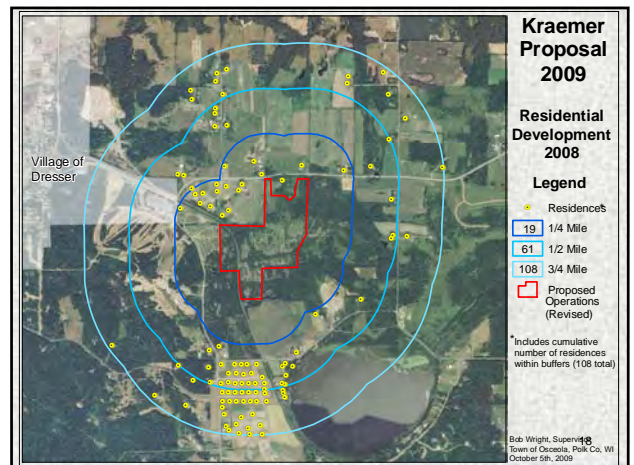 Kraemer
Proposal
2009
Residential
Development
2008
Village of
Dresser
Legend
Residences*
19 1/4 Mile
61 1/2 Mile
108 3/4 Mile
Proposed
Operations
(Revised)
*Includes cumulative
number of residences
within buffers (108 total)
18
Bob Wright, Supervisor
Town of Osceola, Polk Co, WI
October 5th, 2009